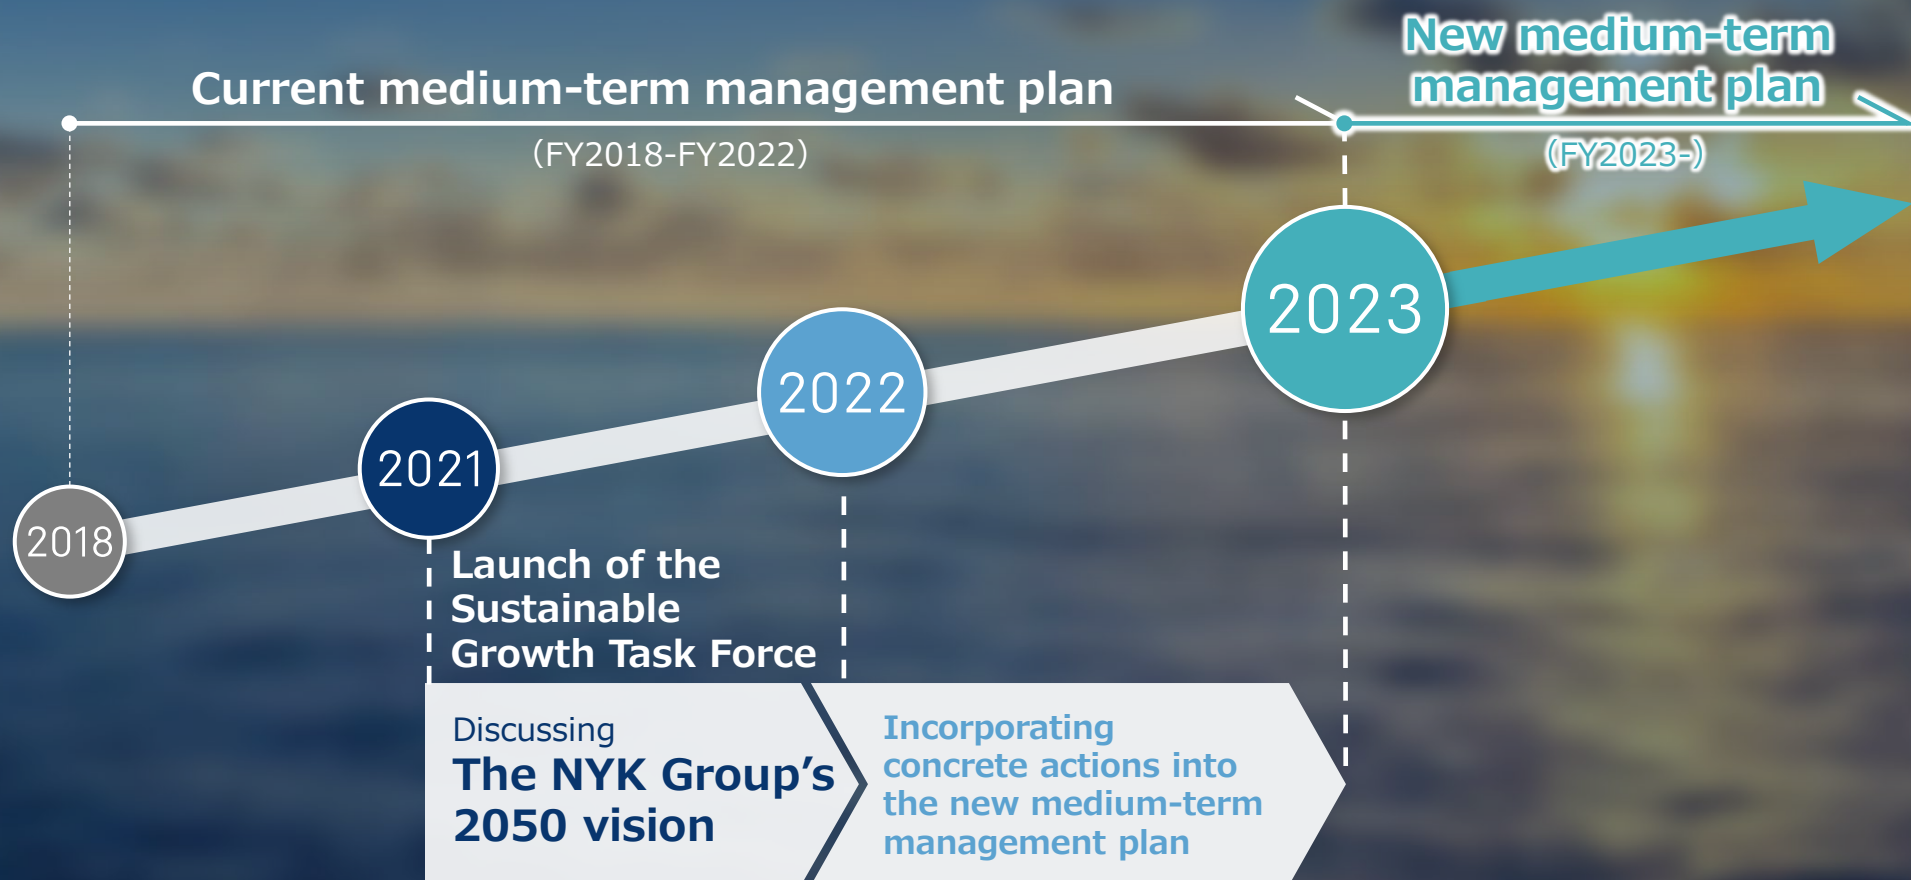 Current medium-term management plan
（FY2018-FY2022）
New medium-term
management plan
（FY2023-）
2018
2021
2022
2023
Launch of the
Sustainable
Growth Task Force
Discussing
The NYK Group’s
2050 vision
Incorporating
concrete actions into
the new medium-term
management plan